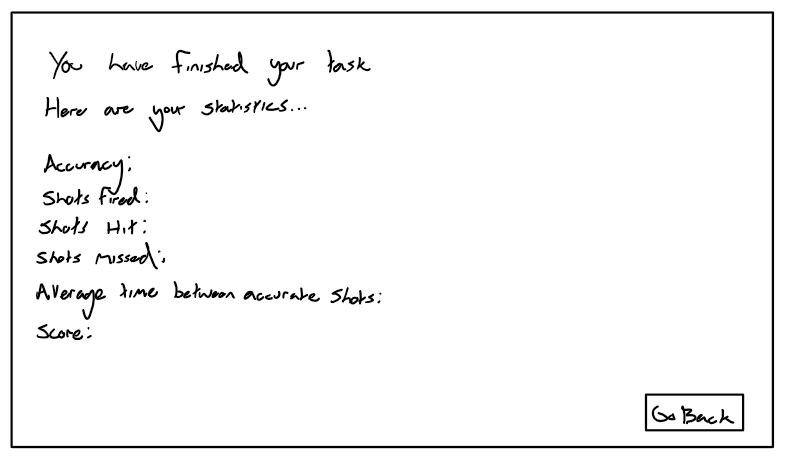 You have finished your task
Here are your statistics...
Accuracy:
Shots fired:
Shots Hit:
Shots Missed:
Average time between accurate shots:
Score:
Go Back